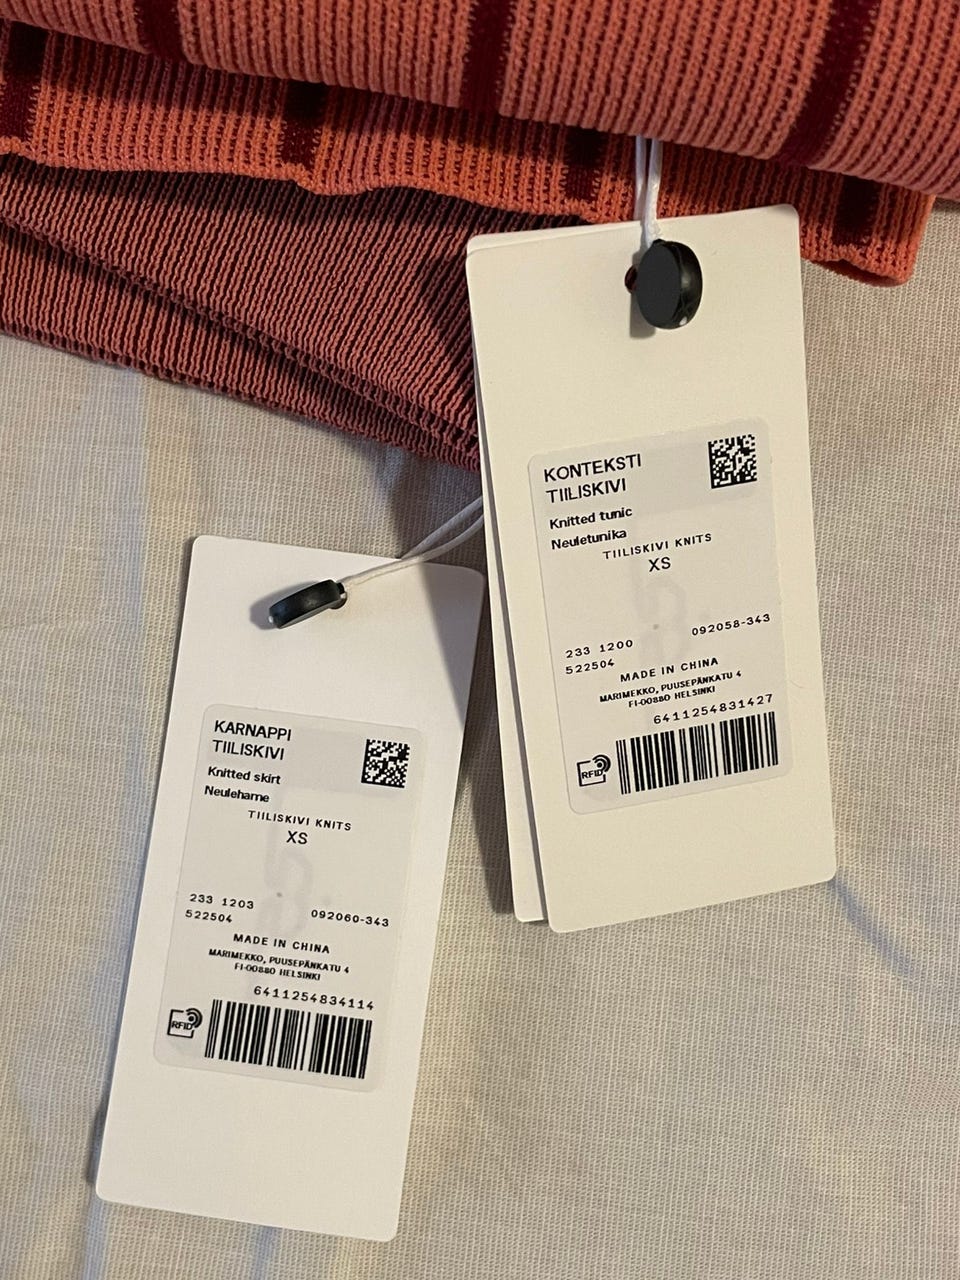 KONTEKSTI
TIILISKIVI
Knitted tunic
Neuletunika
TIILISKIVI KNITS
XS
233 1200
522504
092058-343
MADE IN CHINA
MARIMEKKO, PUUSEPÄNKATU 4
FI-00880 HELSINKI
6411254831427
RFID
KARNAPPI
TIILISKIVI
Knitted skirt
Neulehame
TIILISKIVI KNITS
XS
233 1203
522504
092060-343
MADE IN CHINA
MARIMEKKO, PUUSEPÄNKATU 4
FI-00880 HELSINKI
6411254834114
RFID